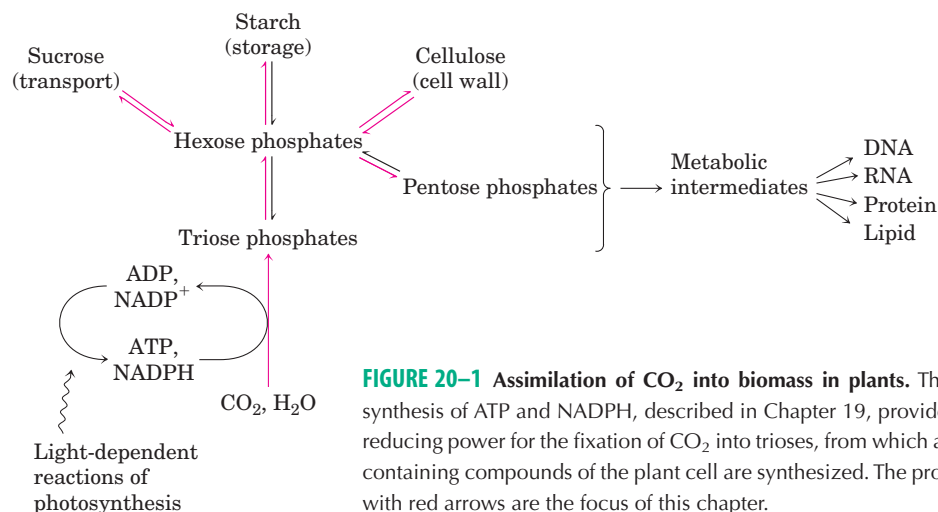 Starch
(storage)
Sucrose
(transport)
Cellulose
(cell wall)
Hexose phosphates
Pentose phosphates
Metabolic
intermediates
DNA
RNA
Protein
Lipid
Triose phosphates
ADP,
NADP+
ATP,
NADPH
CO2, H2O
Light-dependent
reactions of
photosynthesis
FIGURE 20–1 Assimilation of CO2 into biomass in plants.
synthesis of ATP and NADPH, described in Chapter 19,
reducing power for the fixation of CO2 into trioses, from which
containing compounds of the plant cell are synthesized. The
with red arrows are the focus of this chapter.